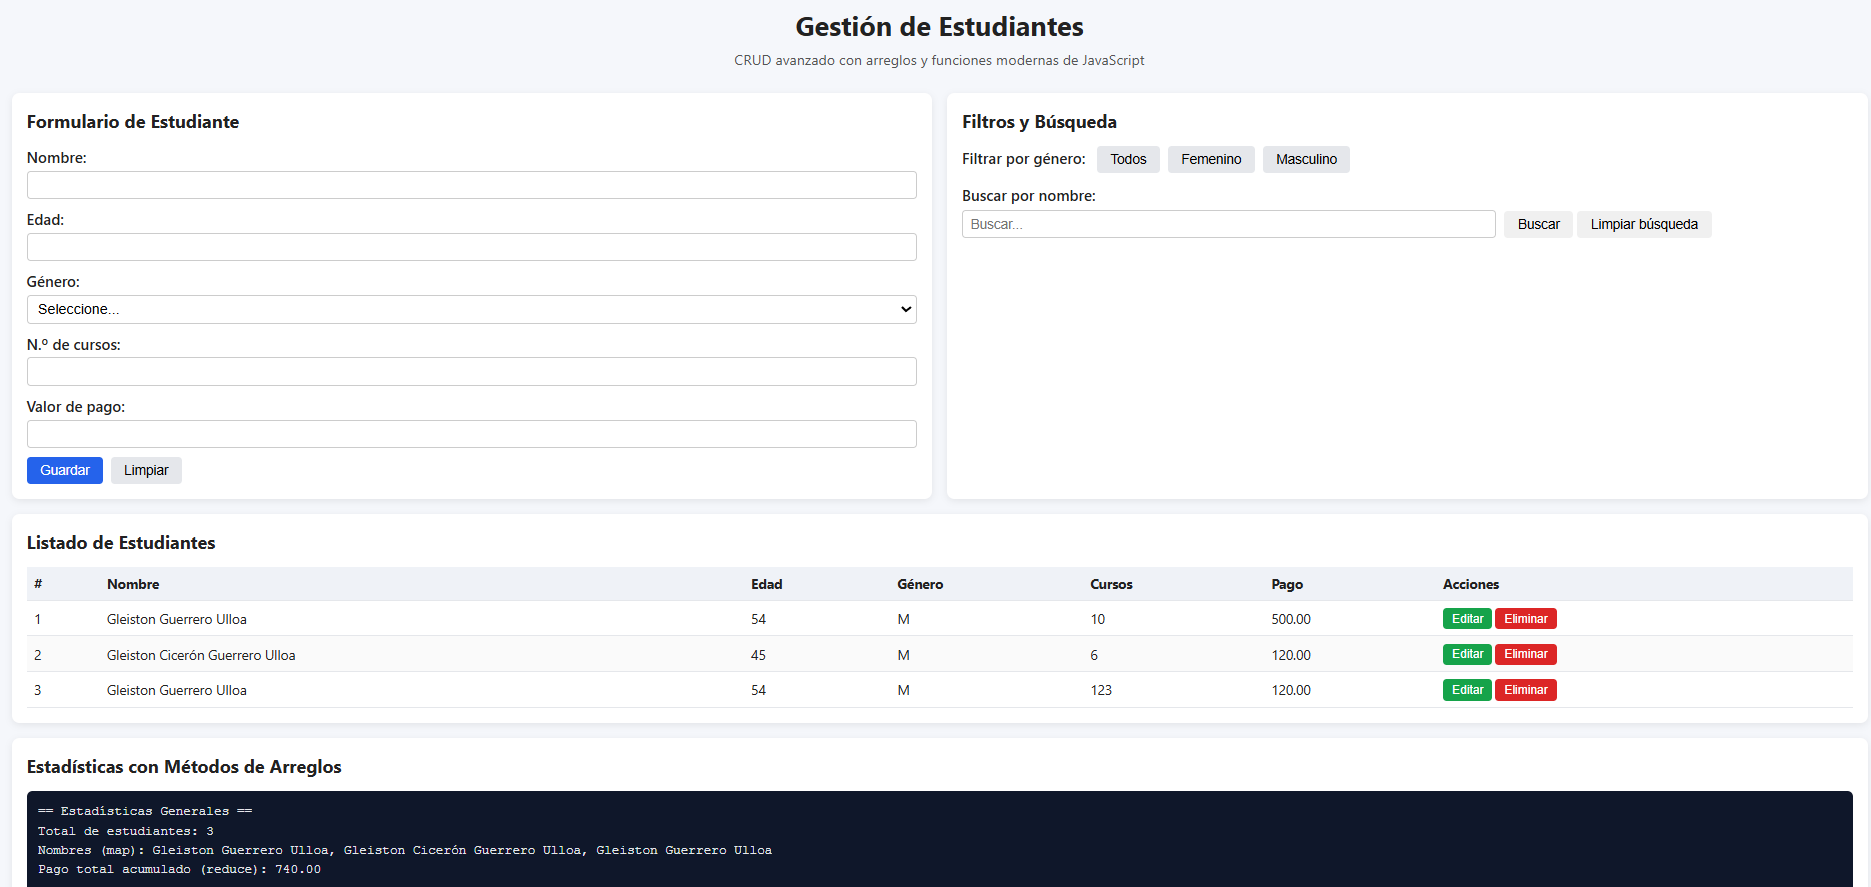 Gestión de Estudiantes
CRUD avanzado con arreglos y funciones modernas de JavaScript
Formulario de Estudiante
Nombre:
Edad:
Género:
Seleccione...
N.º de cursos:
Valor de pago:
Guardar Limpiar
Filtros y Búsqueda
Filtrar por género: Todos Femenino Masculino
Buscar por nombre:
Buscar... Buscar Limpiar búsqueda
Listado de Estudiantes
# Nombre Edad Género Cursos Pago Acciones
1 Gleiston Guerrero Ulloa 54 M 10 500.00 Editar Eliminar
2 Gleiston Cicerón Guerrero Ulloa 45 M 6 120.00 Editar Eliminar
3 Gleiston Guerrero Ulloa 54 M 123 120.00 Editar Eliminar
Estadísticas con Métodos de Arreglos
== Estadísticas Generales ==
Total de estudiantes: 3
Nombres (map): Gleiston Guerrero Ulloa, Gleiston Cicerón Guerrero Ulloa, Gleiston Guerrero Ulloa
Pago total acumulado (reduce): 740.00